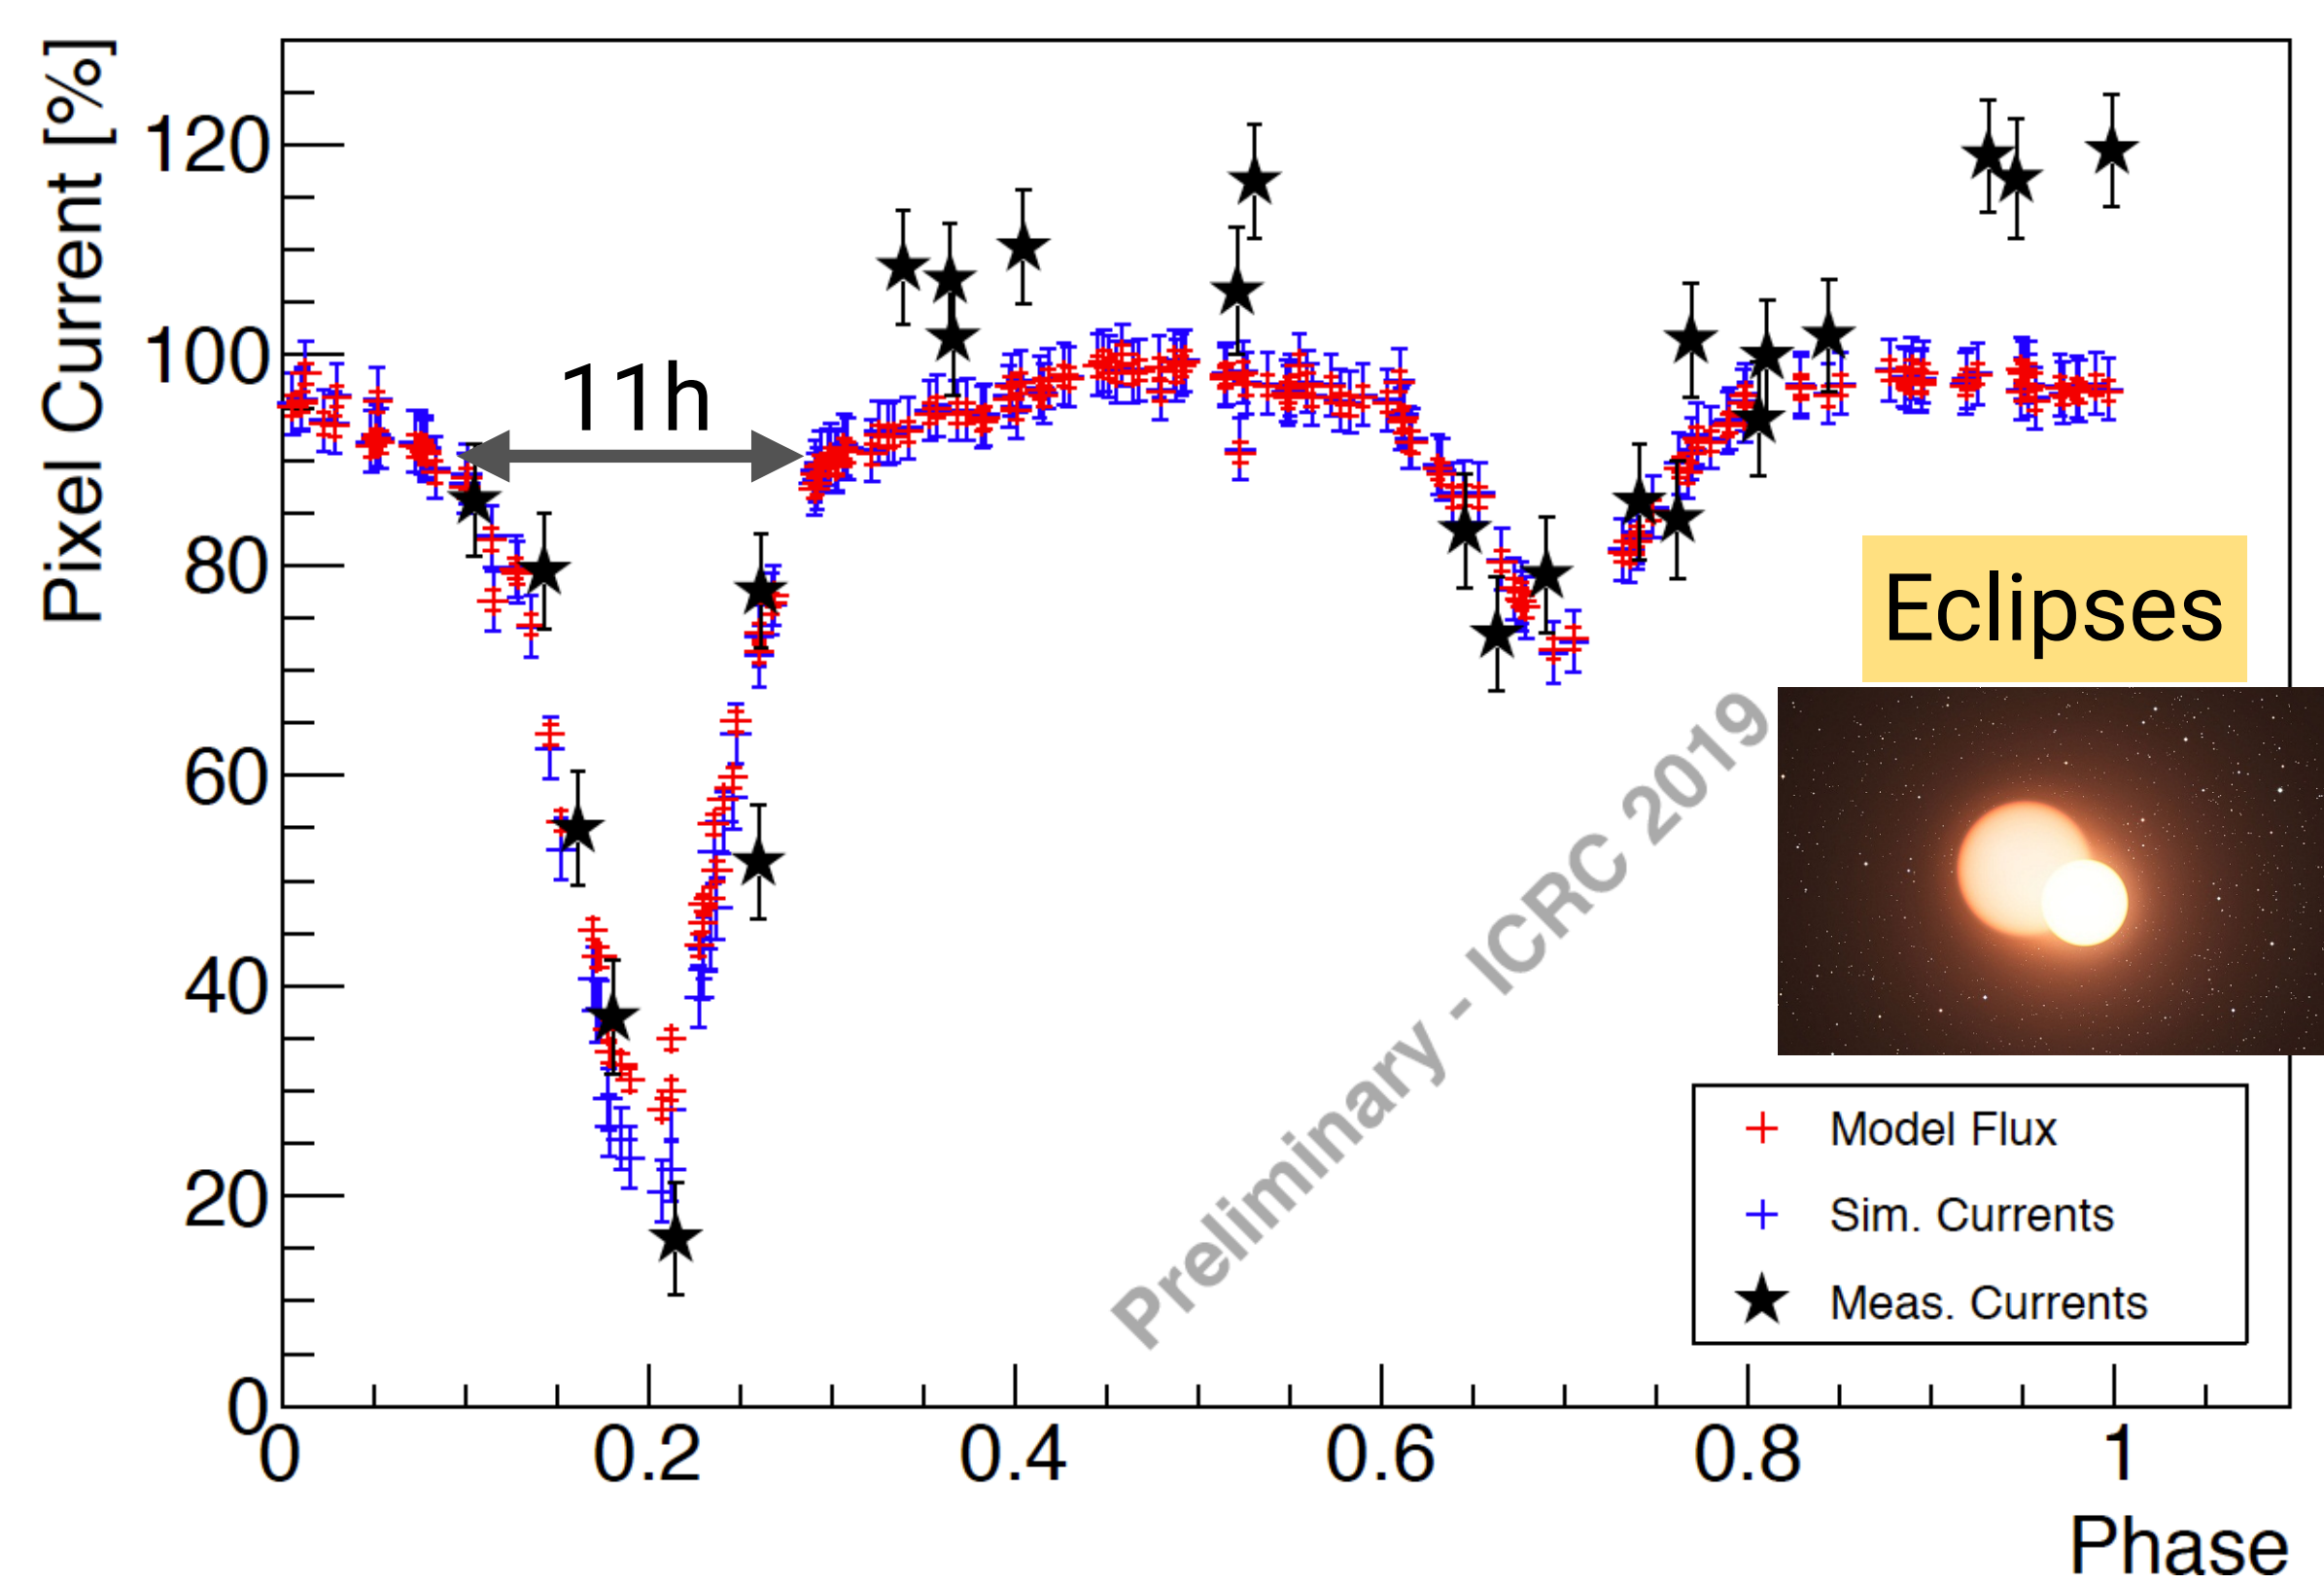 Pixel Current [%]
120
100
80
60
40
20
0
11h
Eclipses
Preliminary - ICRC 2019
Model Flux
Sim. Currents
Meas. Currents
0 0.2 0.4 0.6 0.8 1
Phase